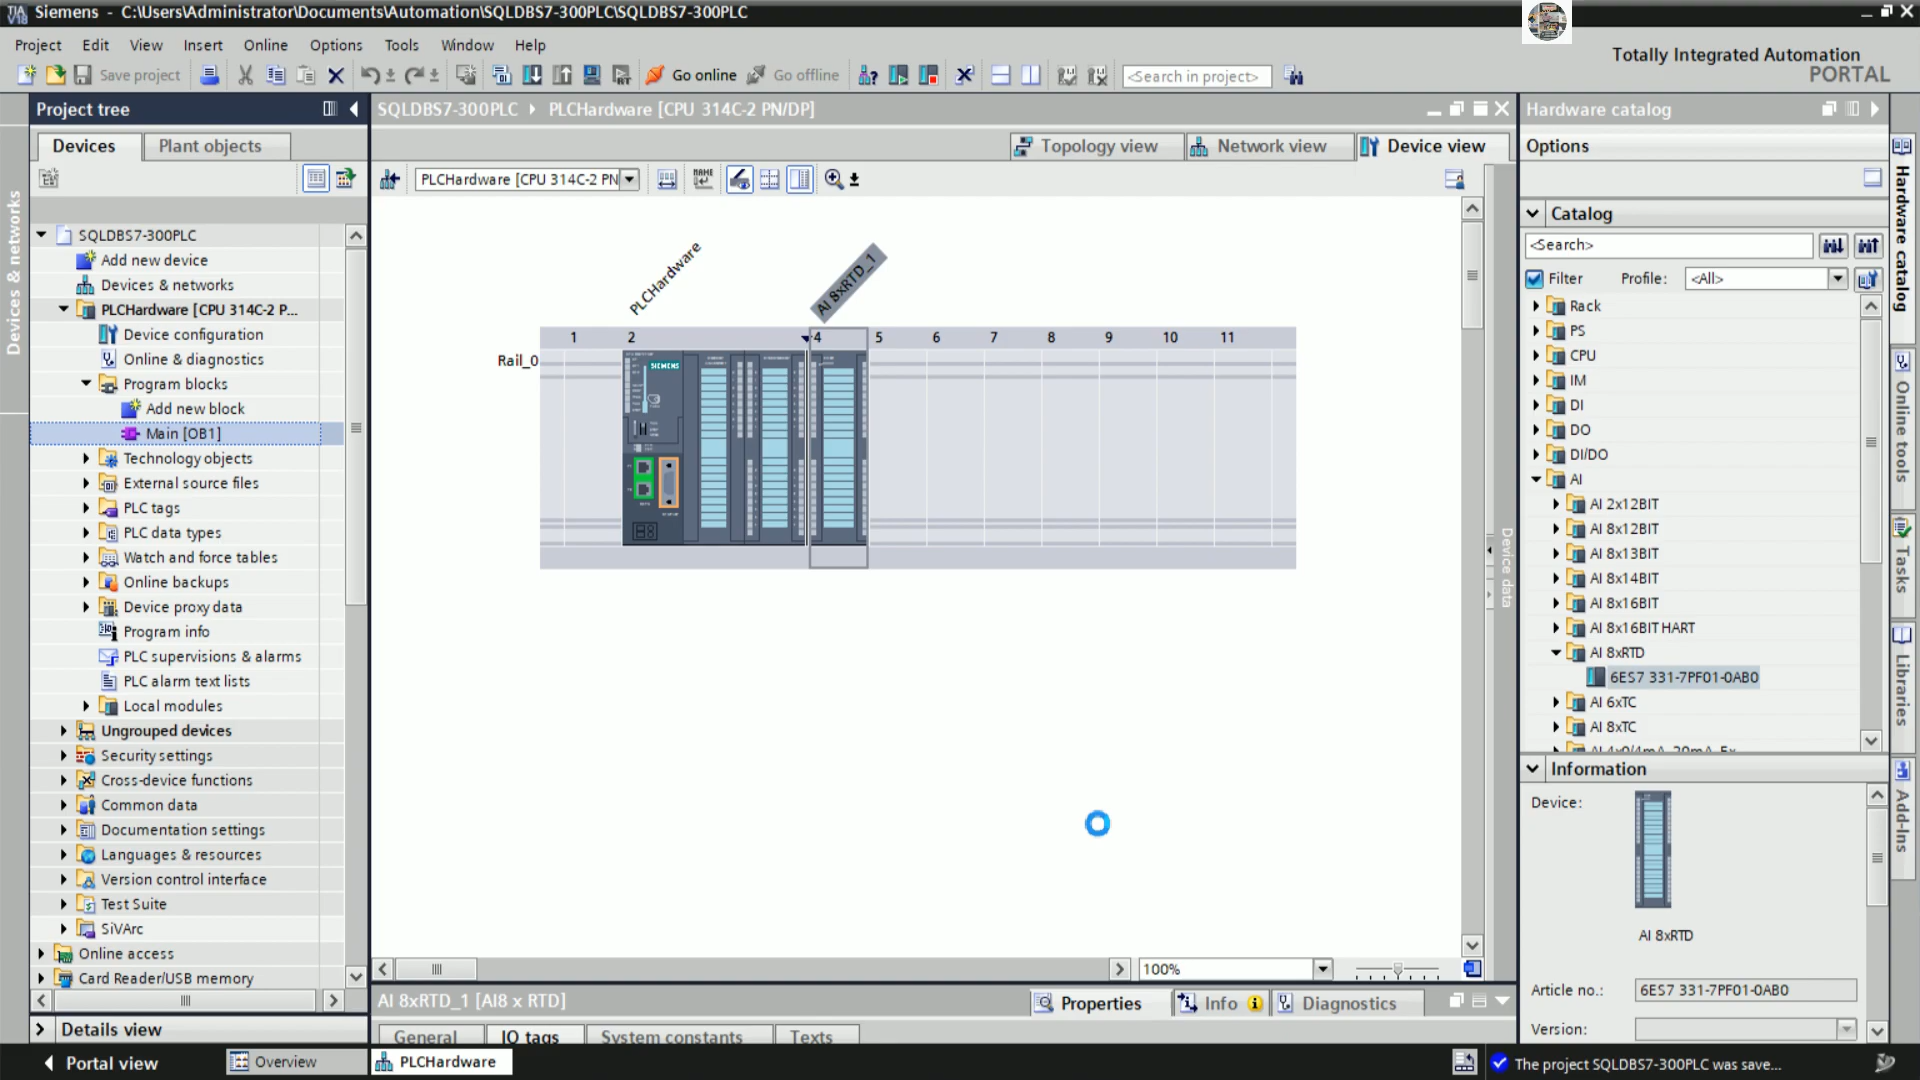 Siemens - C:\Users\Administrator\Documents\Automation\SQLDBS7-300PLC\SQLDBS7-300PLC
Project Edit View Insert Online Options Tools Window Help
Totally Integrated Automation
PORTAL
Save project
Go online
Go offline
<Search in project>
Project tree
Devices
Plant objects
Devices & networks
SQLDBS7-300PLC
Add new device
Devices & networks
PLCHardware [CPU 314C-2 P...
Device configuration
Online & diagnostics
Program blocks
Add new block
Main [OB1]
Technology objects
External source files
PLC tags
PLC data types
Watch and force tables
Online backups
Device proxy data
Program info
PLC supervisions & alarms
PLC alarm text lists
Local modules
Ungrouped devices
Security settings
Cross-device functions
Common data
Documentation settings
Languages & resources
Version control interface
Test Suite
SiVArc
Online access
Card Reader/USB memory
Details view
SQLDBS7-300PLC PLCHardware [CPU 314C-2 PN/DP]
Topology view
Network view
Device view
PLCHardware [CPU 314C-2 PN
PLCHardware
AI 8xRTD_1
1 2 4 5 6 7 8 9 10 11
Rail_0
SIEMENS
Device data
100%
AI 8xRTD_1 [AI8 x RTD]
Properties
Info
Diagnostics
General
IO tags
System constants
Texts
Hardware catalog
Options
Catalog
<Search>
Filter
Profile:
<All>
Rack
PS
CPU
IM
DI
DO
DI/DO
AI
AI 2x12BIT
AI 8x12BIT
AI 8x13BIT
AI 8x14BIT
AI 8x16BIT
AI 8x16BIT HART
AI 8xRTD
6ES7 331-7PF01-0AB0
AI 6xTC
AI 8xTC
AI 4x0/4mA..20mA, Ex
Information
Device:
AI 8xRTD
Article no.:
6ES7 331-7PF01-0AB0
Version:
Hardware catalog
Online tools
Tasks
Libraries
Add-Ins
Portal view
Overview
PLCHardware
The project SQLDBS7-300PLC was save...